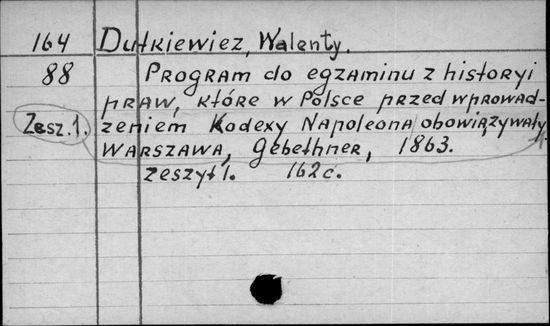 164 Dutkiewiez, Walenty.
88 Program do egzaminu z historyi
praw, które w Polsce przed wprowad-
Zesz. 1. zeniem Kodexy Napoleona obowiązywały
Warszawa, Gebethner, 1863.
zeszyt 1. 162 c.